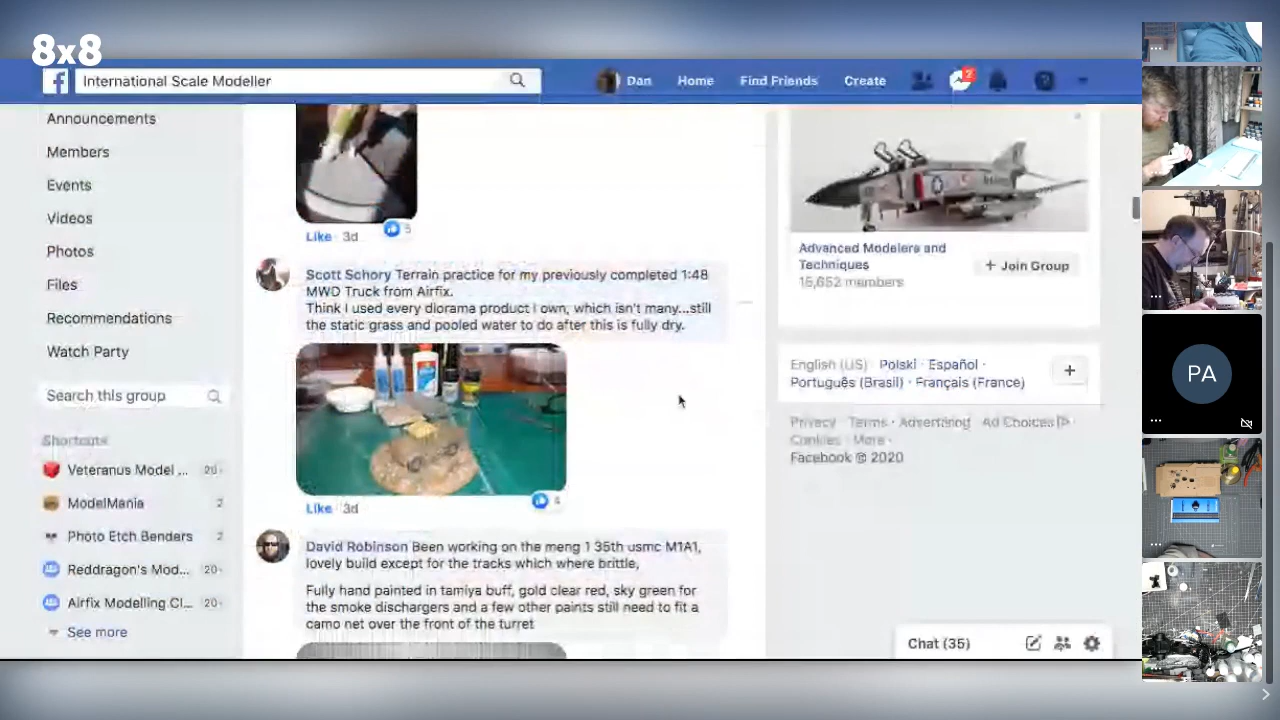 8x8
International Scale Modeller
Dan
Home
Find Friends
Create
2
Announcements
Members
Events
Videos
Photos
Files
Recommendations
Watch Party
Search this group
Shortcuts
Veteranus Model ... 20+
ModelMania 2
Photo Etch Benders 2
Reddragon's Mod... 20+
Airfix Modelling Cl... 20+
See more
Like · 3d
5
Scott Schory Terrain practice for my previously completed 1:48
MWD Truck from Airfix.
Think I used every diorama product I own, which isn't many...still
the static grass and pooled water to do after this is fully dry.
Like · 3d
4
David Robinson Been working on the meng 1 35th usmc M1A1,
lovely build except for the tracks which where brittle,
Fully hand painted in tamiya buff, gold clear red, sky green for
the smoke dischargers and a few other paints still need to fit a
camo net over the front of the turret
Advanced Modelers and
Techniques
15,652 members
+ Join Group
English (US) · Polski · Español ·
Português (Brasil) · Français (France)
+
Privacy · Terms · Advertising · Ad Choices ·
Cookies · More ·
Facebook © 2020
Chat (35)
PA